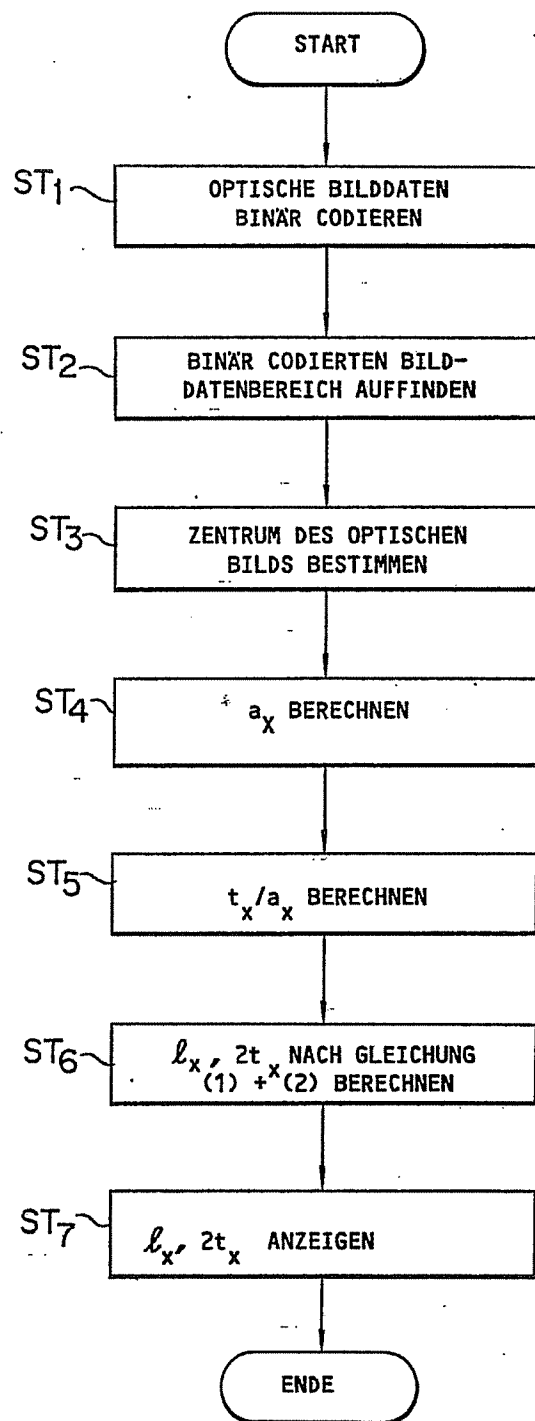 START
ST1
OPTISCHE BILDDATEN
BINÄR CODIEREN
ST2
BINÄR CODIERTEN BILD-
DATENBEREICH AUFFINDEN
ST3
ZENTRUM DES OPTISCHEN
BILDS BESTIMMEN
ST4
ax BERECHNEN
ST5
tx/ax BERECHNEN
ST6
ℓx, 2tx NACH GLEICHUNG
(1) + (2) BERECHNEN
ST7
ℓx, 2tx ANZEIGEN
ENDE